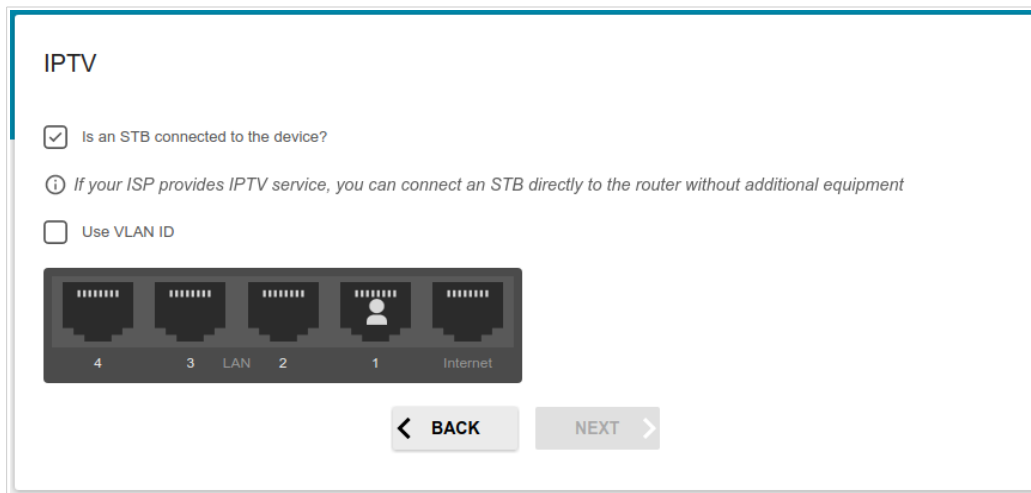 IPTV
Is an STB connected to the device?
If your ISP provides IPTV service, you can connect an STB directly to the router without additional equipment
Use VLAN ID
4 3 LAN 2 1 Internet
BACK NEXT